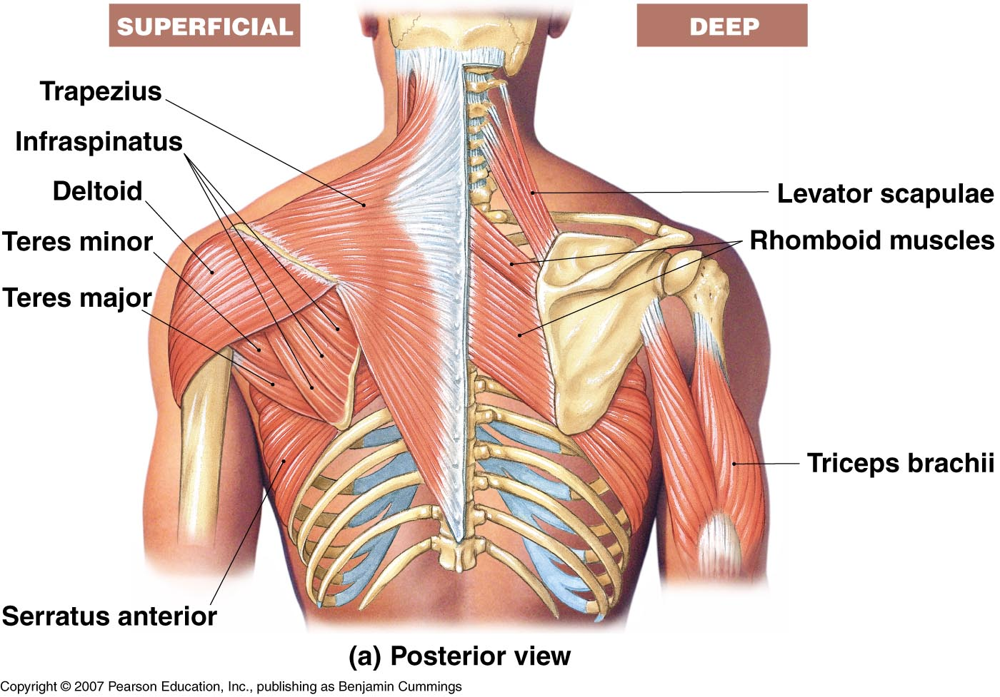 SUPERFICIAL
DEEP
Trapezius
Infraspinatus
Deltoid
Teres minor
Teres major
Serratus anterior
Levator scapulae
Rhomboid muscles
Triceps brachii
(a) Posterior view
Copyright © 2007 Pearson Education, Inc., publishing as Benjamin Cummings